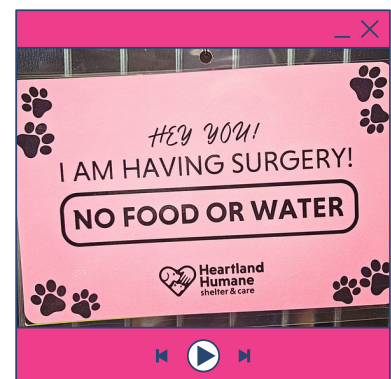 HEY YOU!
I AM HAVING SURGERY!
NO FOOD OR WATER
Heartland
Humane
shelter & care